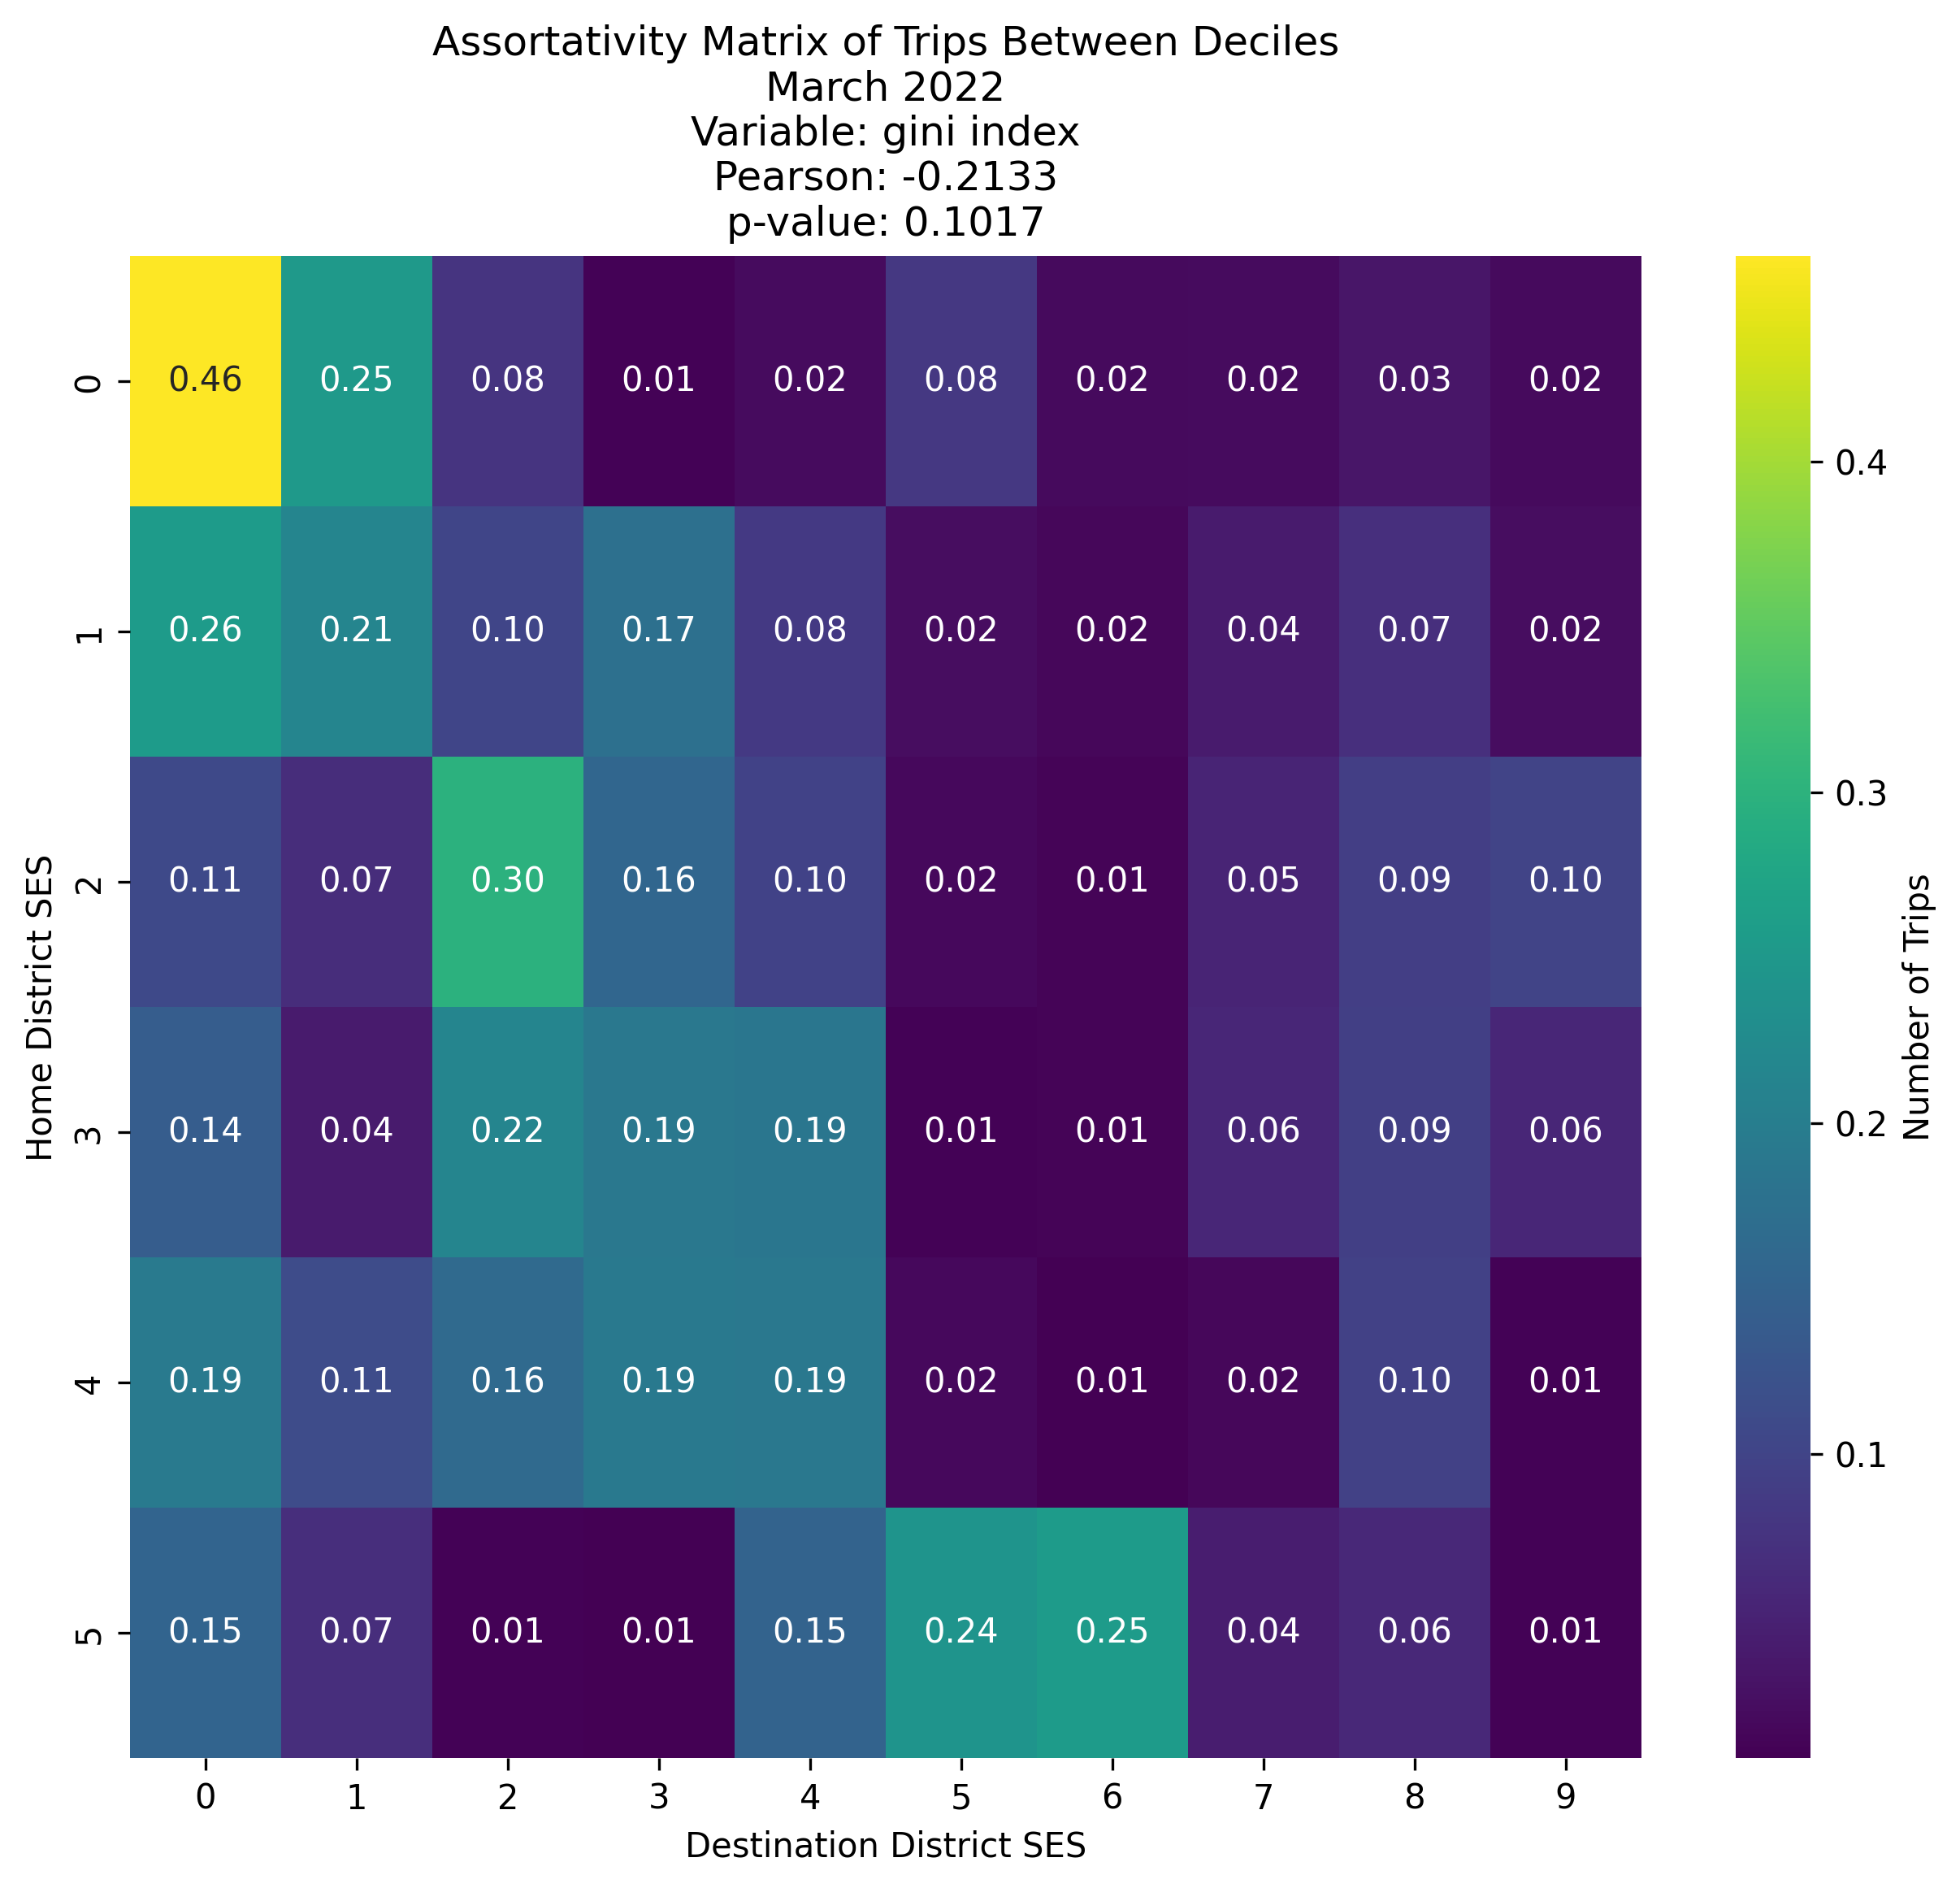 Assortativity Matrix of Trips Between Deciles
March 2022
Variable: gini index
Pearson: -0.2133
p-value: 0.1017
Home District SES
0 0.46 0.25 0.08 0.01 0.02 0.08 0.02 0.02 0.03 0.02
1 0.26 0.21 0.10 0.17 0.08 0.02 0.02 0.04 0.07 0.02
2 0.11 0.07 0.30 0.16 0.10 0.02 0.01 0.05 0.09 0.10
3 0.14 0.04 0.22 0.19 0.19 0.01 0.01 0.06 0.09 0.06
4 0.19 0.11 0.16 0.19 0.19 0.02 0.01 0.02 0.10 0.01
5 0.15 0.07 0.01 0.01 0.15 0.24 0.25 0.04 0.06 0.01
0 1 2 3 4 5 6 7 8 9
Destination District SES
0.4
0.3
0.2
0.1
Number of Trips